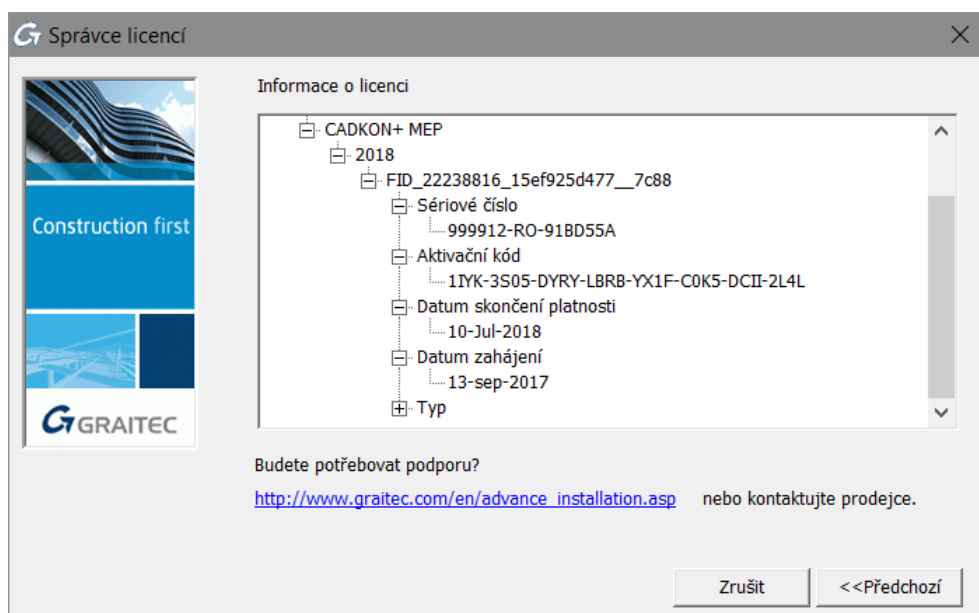 Správce licencí
Informace o licenci
CADKON+ MEP
2018
FID_22238816_15ef925d477__7c88
Sériové číslo
999912-RO-91BD55A
Aktivační kód
1IYK-3S05-DYRY-LBRB-YX1F-C0K5-DCII-2L4L
Datum skončení platnosti
10-Jul-2018
Datum zahájení
13-sep-2017
Typ
Construction first
GRAITEC
Budete potřebovat podporu?
http://www.graitec.com/en/advance_installation.asp nebo kontaktujte prodejce.
Zrušit <<Předchozí